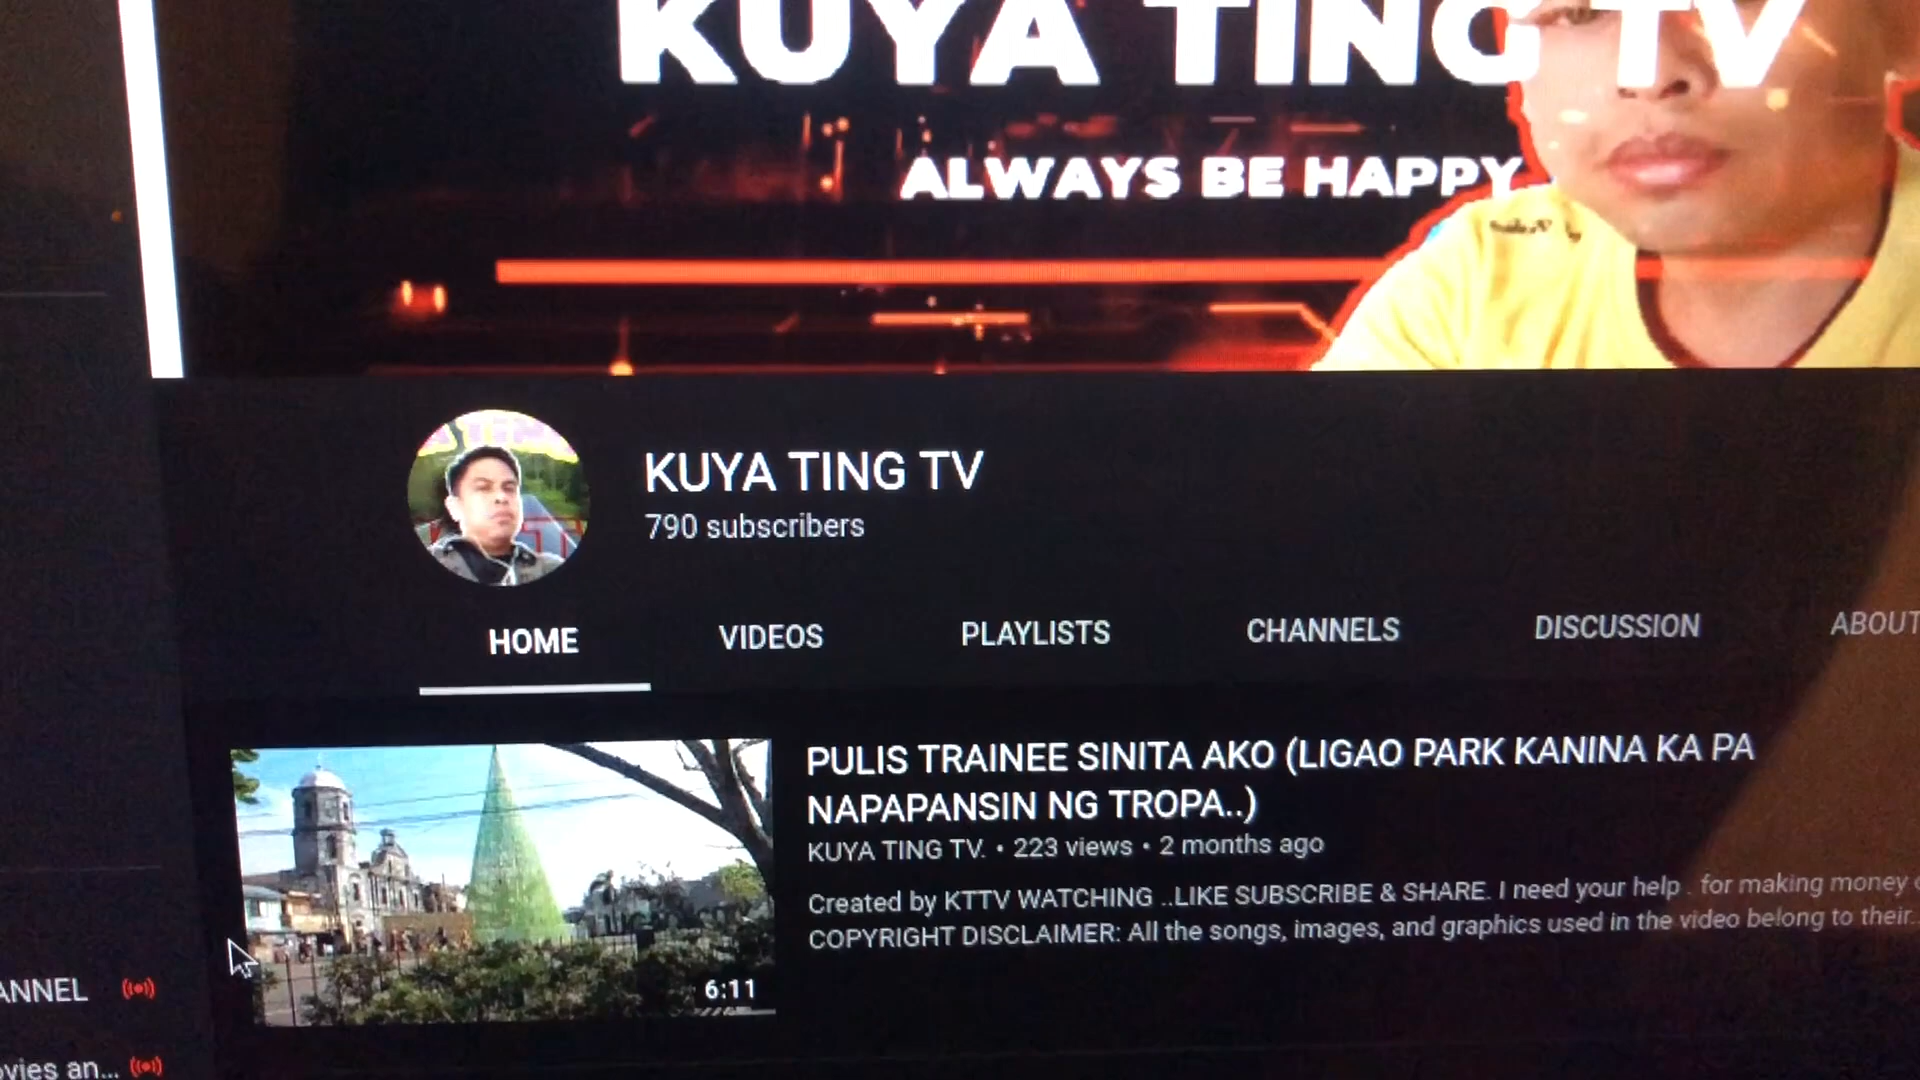 KUYA TING TV
ALWAYS BE HAPPY
KUYA TING TV
790 subscribers
HOME VIDEOS PLAYLISTS CHANNELS DISCUSSION ABOUT
PULIS TRAINEE SINITA AKO (LIGAO PARK KANINA KA PA
NAPAPANSIN NG TROPA..)
KUYA TING TV. • 223 views • 2 months ago
Created by KTTV WATCHING ..LIKE SUBSCRIBE & SHARE. I need your help . for making money
COPYRIGHT DISCLAIMER: All the songs, images, and graphics used in the video belong to their..
6:11
ANNEL
ovies an...